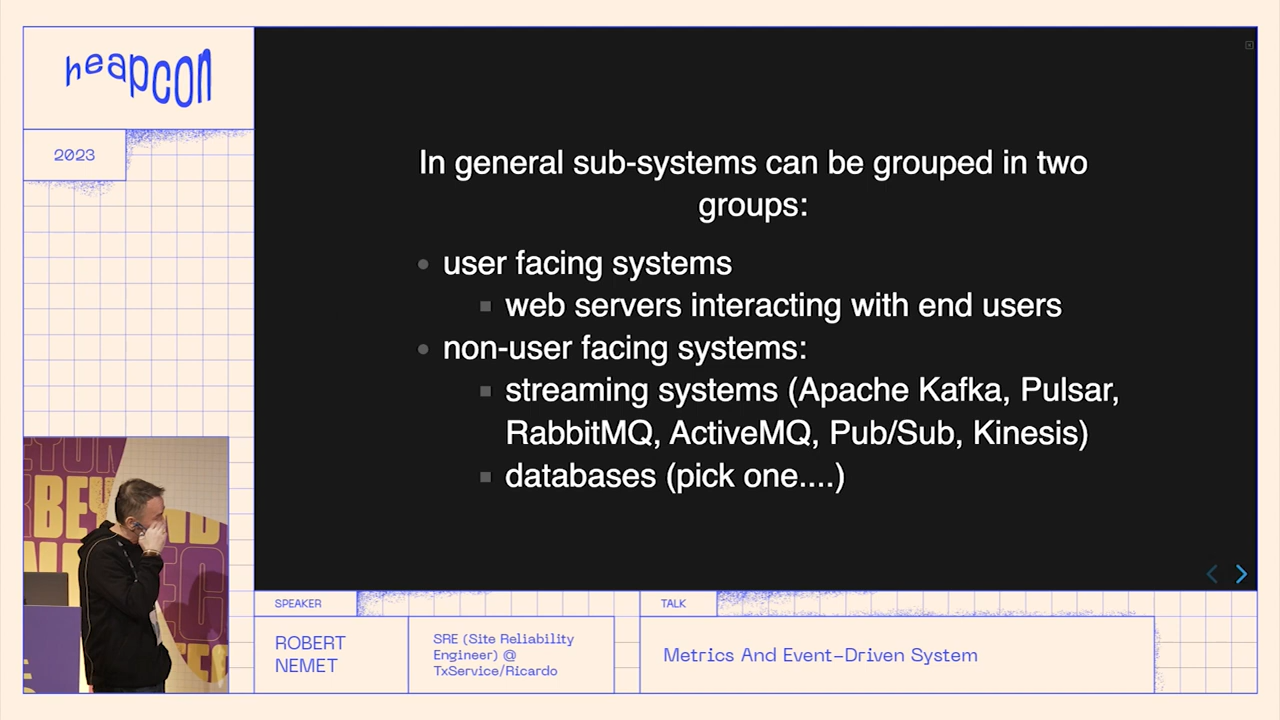 heapcon
2023
In general sub-systems can be grouped in two
groups:
user facing systems
web servers interacting with end users
non-user facing systems:
streaming systems (Apache Kafka, Pulsar,
RabbitMQ, ActiveMQ, Pub/Sub, Kinesis)
databases (pick one....)
SPEAKER
ROBERT
NEMET
SRE (Site Reliability
Engineer) @
TxService/Ricardo
TALK
Metrics And Event-Driven System